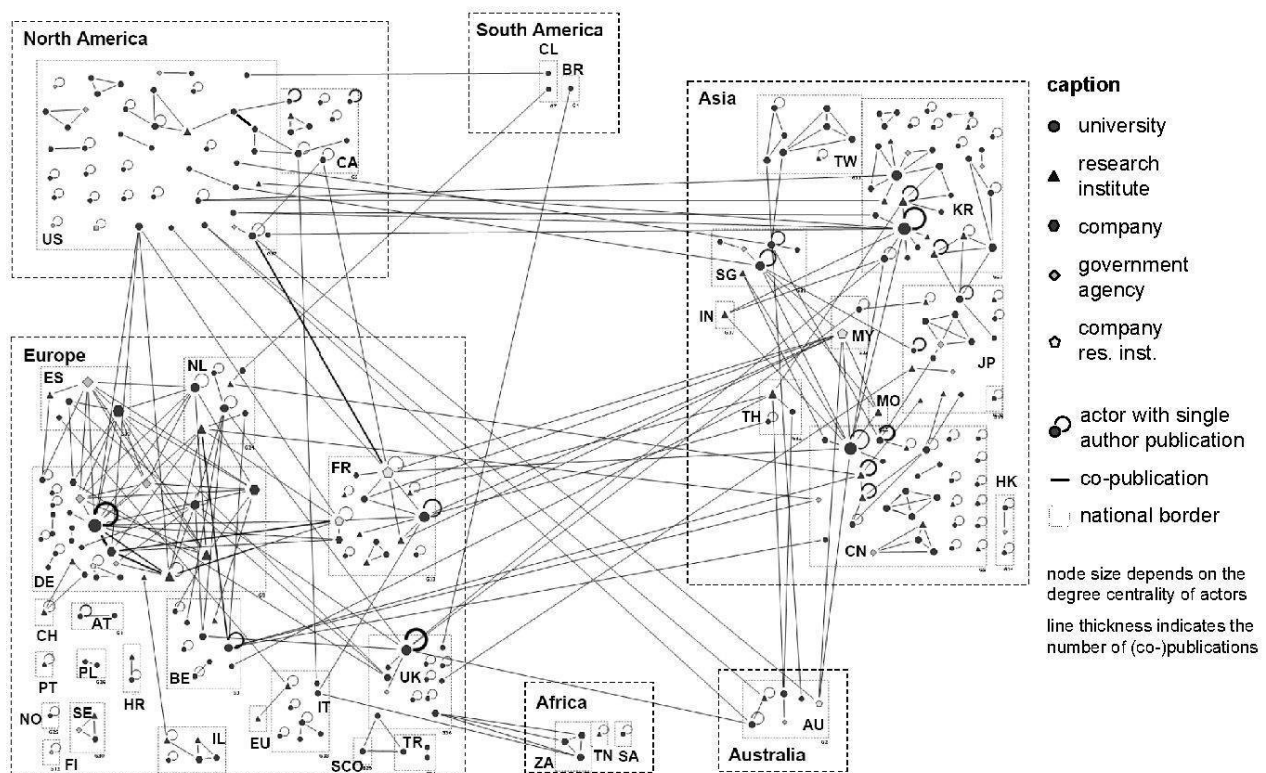 North America
US
CA
South America
CL
BR
Asia
TW
KR
SG
IN
MY
JP
TH
MO
HK
CN
Europe
ES
NL
FR
DE
CH
AT
PT
PL
HR
BE
NO
SE
FI
IL
EU
IT
UK
SCO
TR
Africa
ZA
TN
SA
AU
Australia
caption
university
research
institute
company
government
agency
company
res. inst.
actor with single
author publication
co-publication
national border
node size depends on the
degree centrality of actors
line thickness indicates the
number of (co-)publications